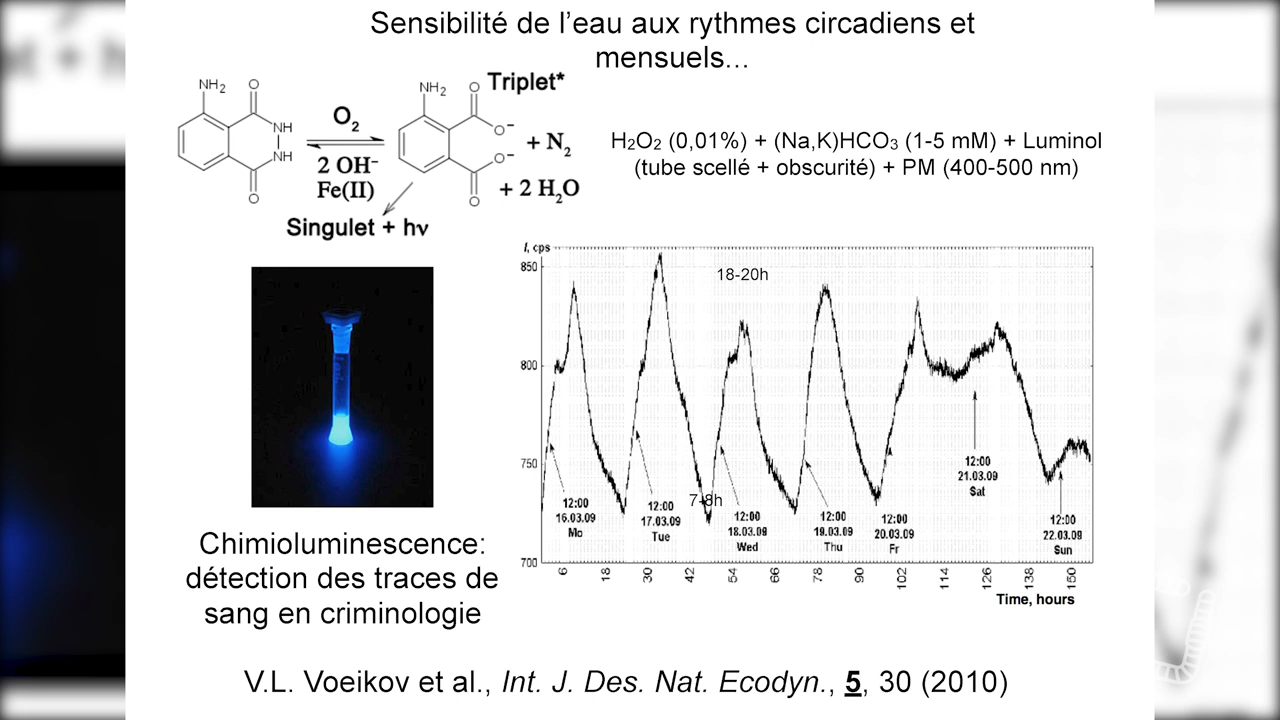 Sensibilité de l’eau aux rythmes circadiens et
mensuels...
NH₂
O
NH
NH
O
O₂
2 OH⁻
Fe(II)
NH₂
O
O⁻
O⁻
O
Triplet*
+ N₂
+ 2 H₂O
Singulet + hν
H₂O₂ (0,01%) + (Na,K)HCO₃ (1-5 mM) + Luminol
(tube scellé + obscurité) + PM (400-500 nm)
I, cps
850
800
750
700
18-20h
7-8h
12:00
16.03.09
Mo
12:00
17.03.09
Tue
12:00
18.03.09
Wed
12:00
19.03.09
Thu
12:00
20.03.09
Fr
12:00
21.03.09
Sat
12:00
22.03.09
Sun
6 18 30 42 54 66 78 90 102 114 126 138 150
Time, hours
Chimioluminescence:
détection des traces de
sang en criminologie
V.L. Voeikov et al., Int. J. Des. Nat. Ecodyn., 5, 30 (2010)